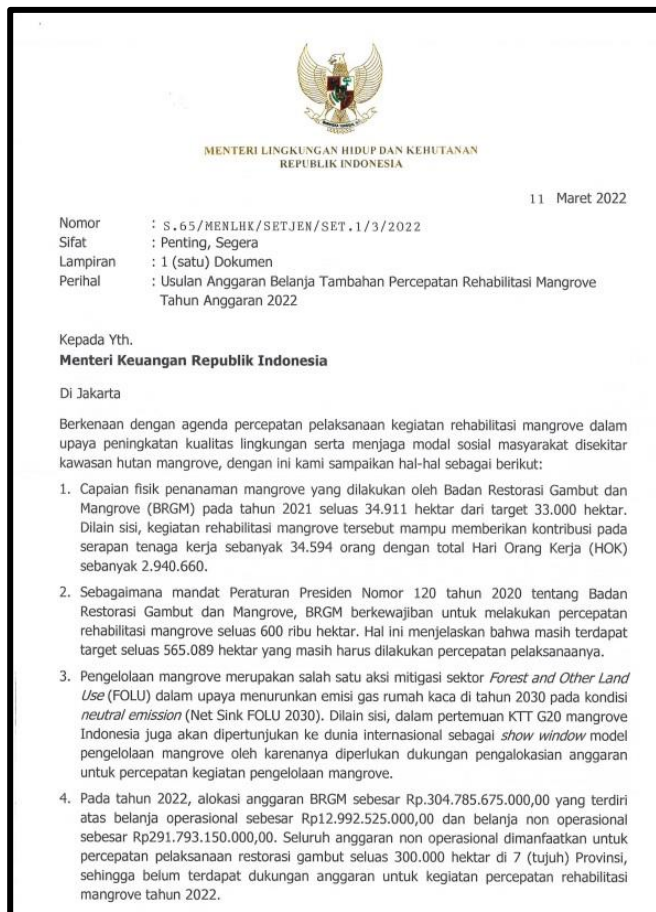 MENTERI LINGKUNGAN HIDUP DAN KEHUTANAN
REPUBLIK INDONESIA
11 Maret 2022
Nomor : S.65/MENLHK/SETJEN/SET.1/3/2022
Sifat : Penting, Segera
Lampiran : 1 (satu) Dokumen
Perihal : Usulan Anggaran Belanja Tambahan Percepatan Rehabilitasi Mangrove
Tahun Anggaran 2022
Kepada Yth.
Menteri Keuangan Republik Indonesia
Di Jakarta
Berkenaan dengan agenda percepatan pelaksanaan kegiatan rehabilitasi mangrove dalam
upaya peningkatan kualitas lingkungan serta menjaga modal sosial masyarakat disekitar
kawasan hutan mangrove, dengan ini kami sampaikan hal-hal sebagai berikut:
1. Capaian fisik penanaman mangrove yang dilakukan oleh Badan Restorasi Gambut dan
Mangrove (BRGM) pada tahun 2021 seluas 34.911 hektar dari target 33.000 hektar.
Dilain sisi, kegiatan rehabilitasi mangrove tersebut mampu memberikan kontribusi pada
serapan tenaga kerja sebanyak 34.594 orang dengan total Hari Orang Kerja (HOK)
sebanyak 2.940.660.
2. Sebagaimana mandat Peraturan Presiden Nomor 120 tahun 2020 tentang Badan
Restorasi Gambut dan Mangrove, BRGM berkewajiban untuk melakukan percepatan
rehabilitasi mangrove seluas 600 ribu hektar. Hal ini menjelaskan bahwa masih terdapat
target seluas 565.089 hektar yang masih harus dilakukan percepatan pelaksanaanya.
3. Pengelolaan mangrove merupakan salah satu aksi mitigasi sektor Forest and Other Land
Use (FOLU) dalam upaya menurunkan emisi gas rumah kaca di tahun 2030 pada kondisi
neutral emission (Net Sink FOLU 2030). Dilain sisi, dalam pertemuan KTT G20 mangrove
Indonesia juga akan dipertunjukan ke dunia internasional sebagai show window model
pengelolaan mangrove oleh karenanya diperlukan dukungan pengalokasian anggaran
untuk percepatan kegiatan pengelolaan mangrove.
4. Pada tahun 2022, alokasi anggaran BRGM sebesar Rp.304.785.675.000,00 yang terdiri
atas belanja operasional sebesar Rp12.992.525.000,00 dan belanja non operasional
sebesar Rp291.793.150.000,00. Seluruh anggaran non operasional dimanfaatkan untuk
percepatan pelaksanaan restorasi gambut seluas 300.000 hektar di 7 (tujuh) Provinsi,
sehingga belum terdapat dukungan anggaran untuk kegiatan percepatan rehabilitasi
mangrove tahun 2022.